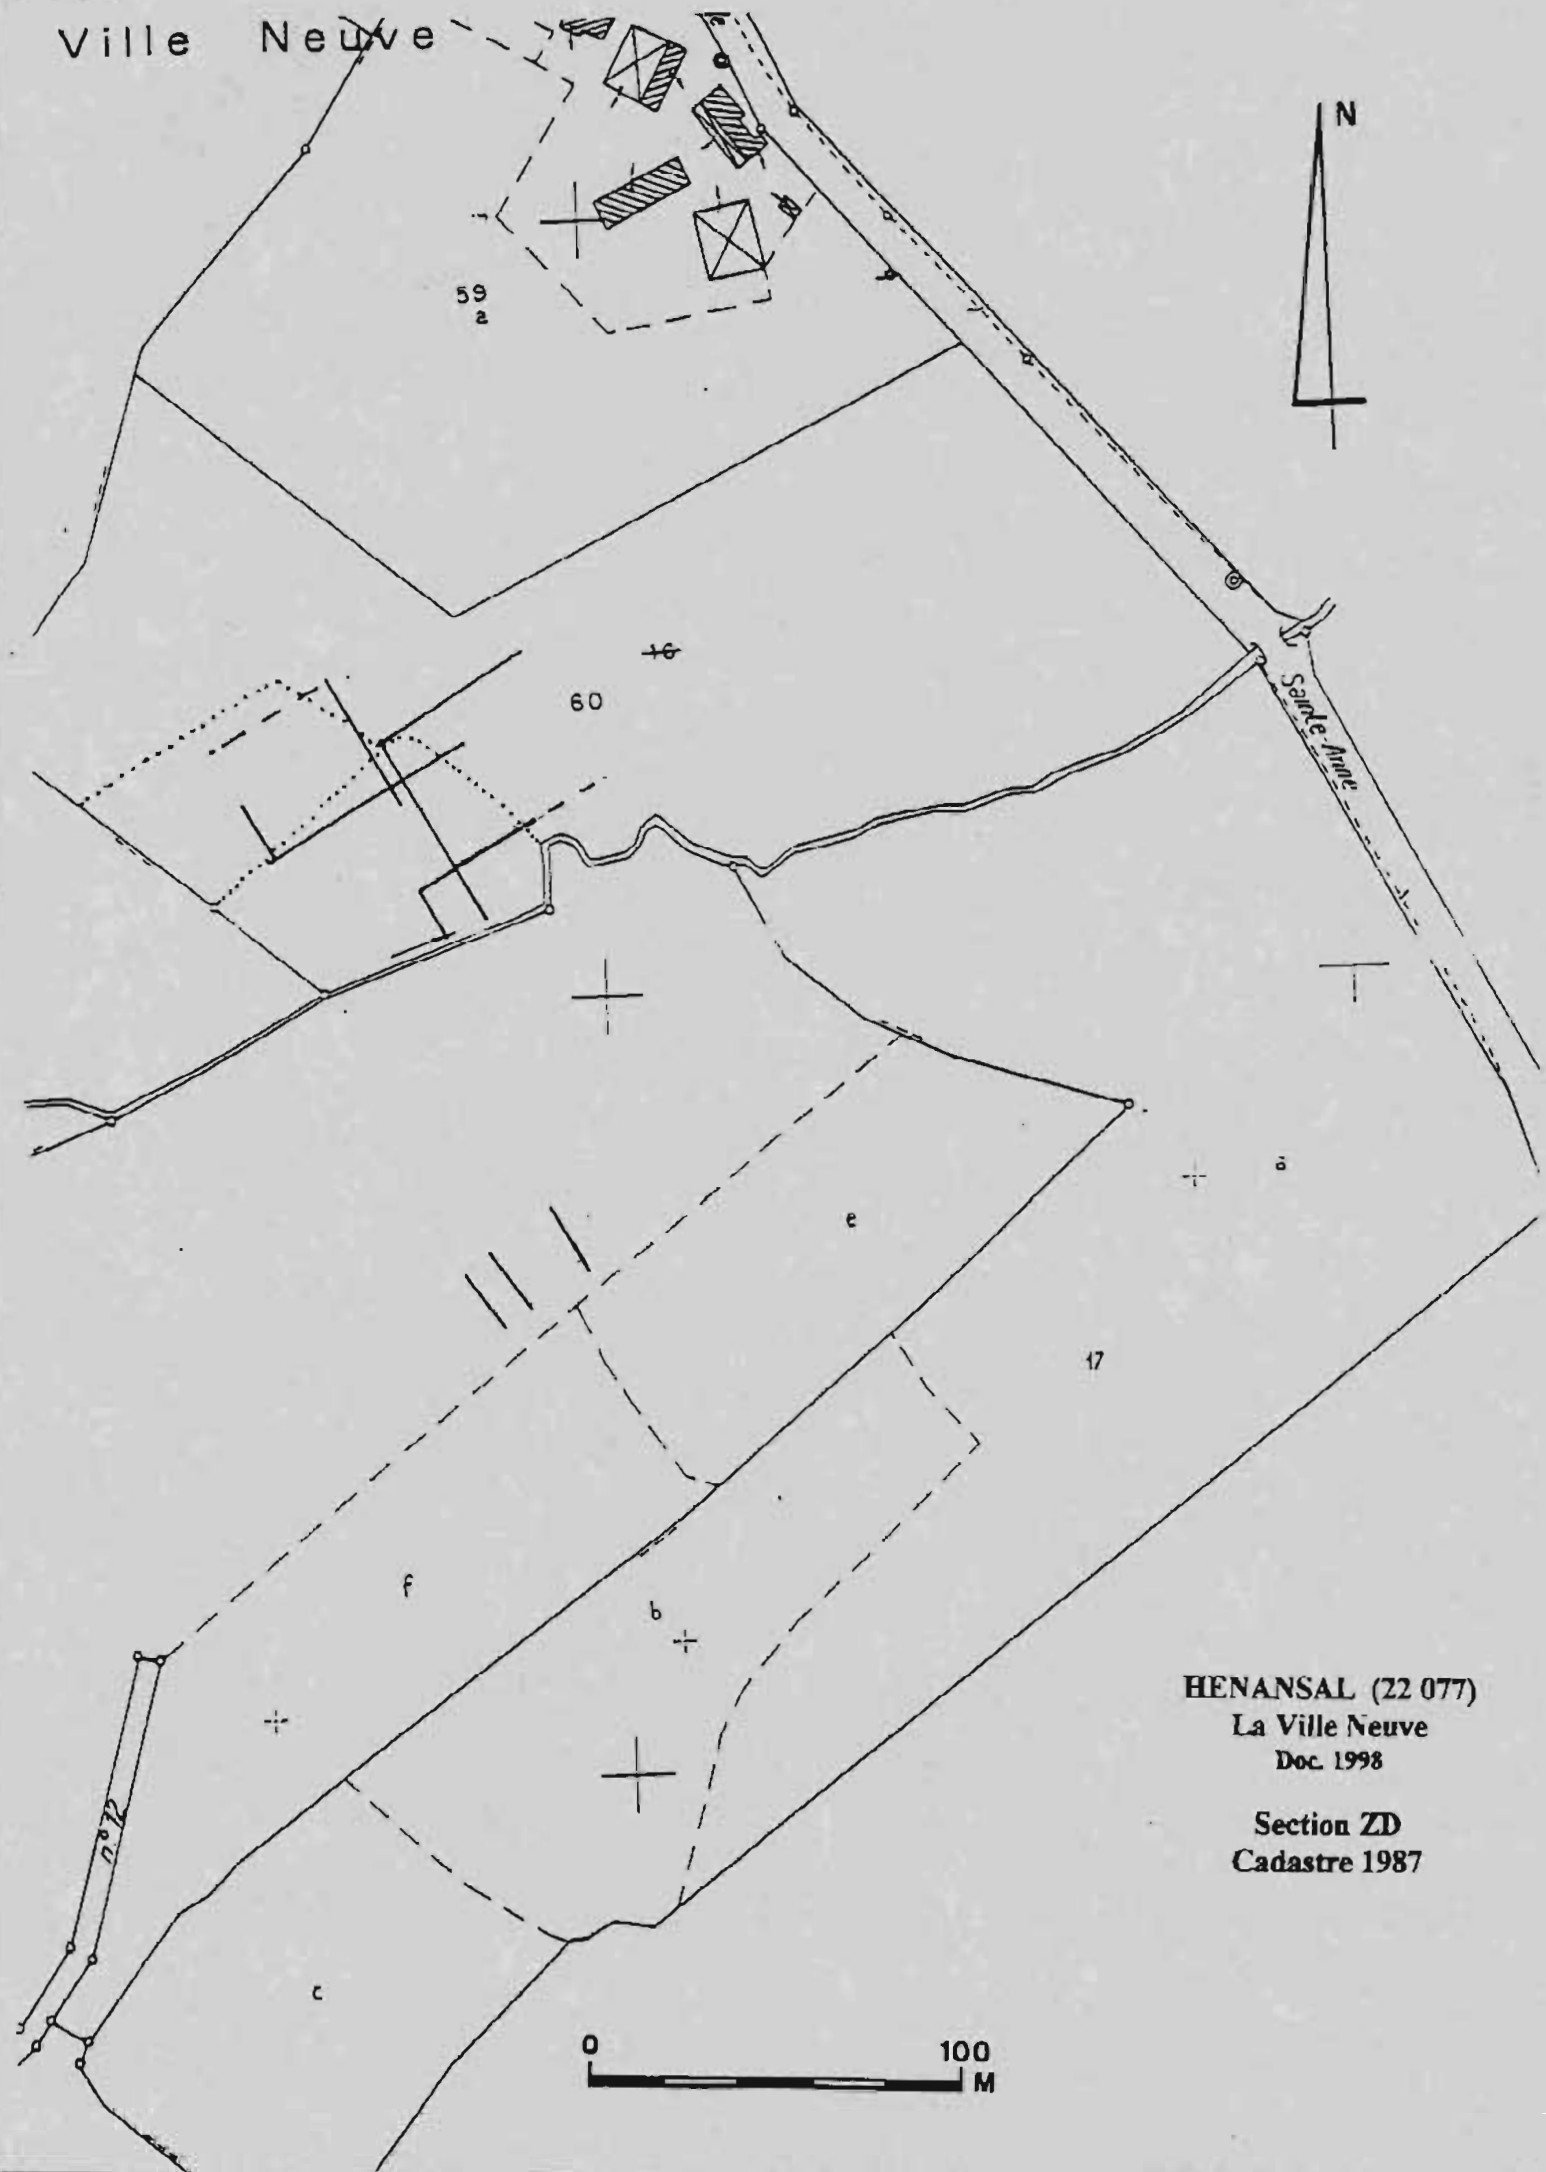 Ville Neuve
N
59
a
16
60
Sainte-Anne
a
e
17
f
b
n° 72
c
HENANSAL (22 077)
La Ville Neuve
Doc. 1998
Section ZD
Cadastre 1987
0 100
M